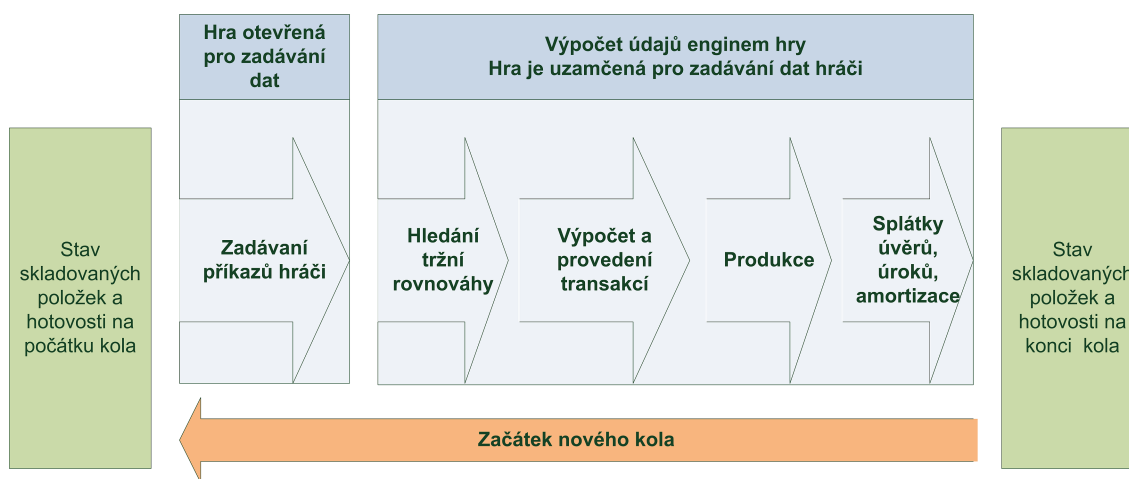 Hra otevřená
pro zadávání
dat
Výpočet údajů enginem hry
Hra je uzamčená pro zadávání dat hráči
Stav
skladovaných
položek a
hotovosti na
počátku kola
Zadávaní
příkazů hráči
Hledání
tržní
rovnováhy
Výpočet a
provedení
transakcí
Produkce
Splátky
úvěrů,
úroků,
amortizace
Stav
skladovaných
položek a
hotovosti na
konci kola
Začátek nového kola